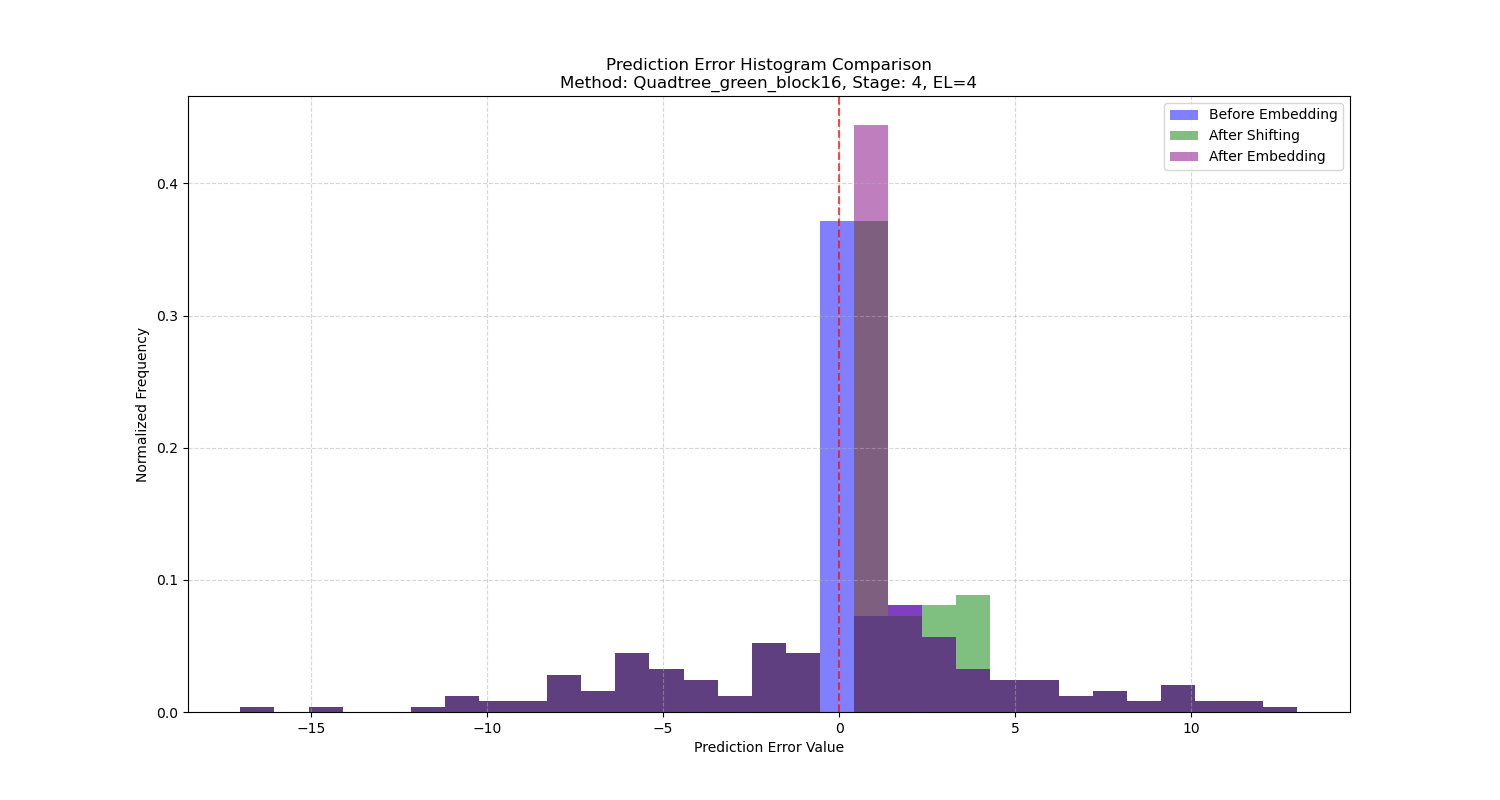 Prediction Error Histogram Comparison
Method: Quadtree_green_block16, Stage: 4, EL=4
Before Embedding
After Shifting
After Embedding
Normalized Frequency
0.4
0.3
0.2
0.1
0.0
−15
−10
−5
0
5
10
Prediction Error Value